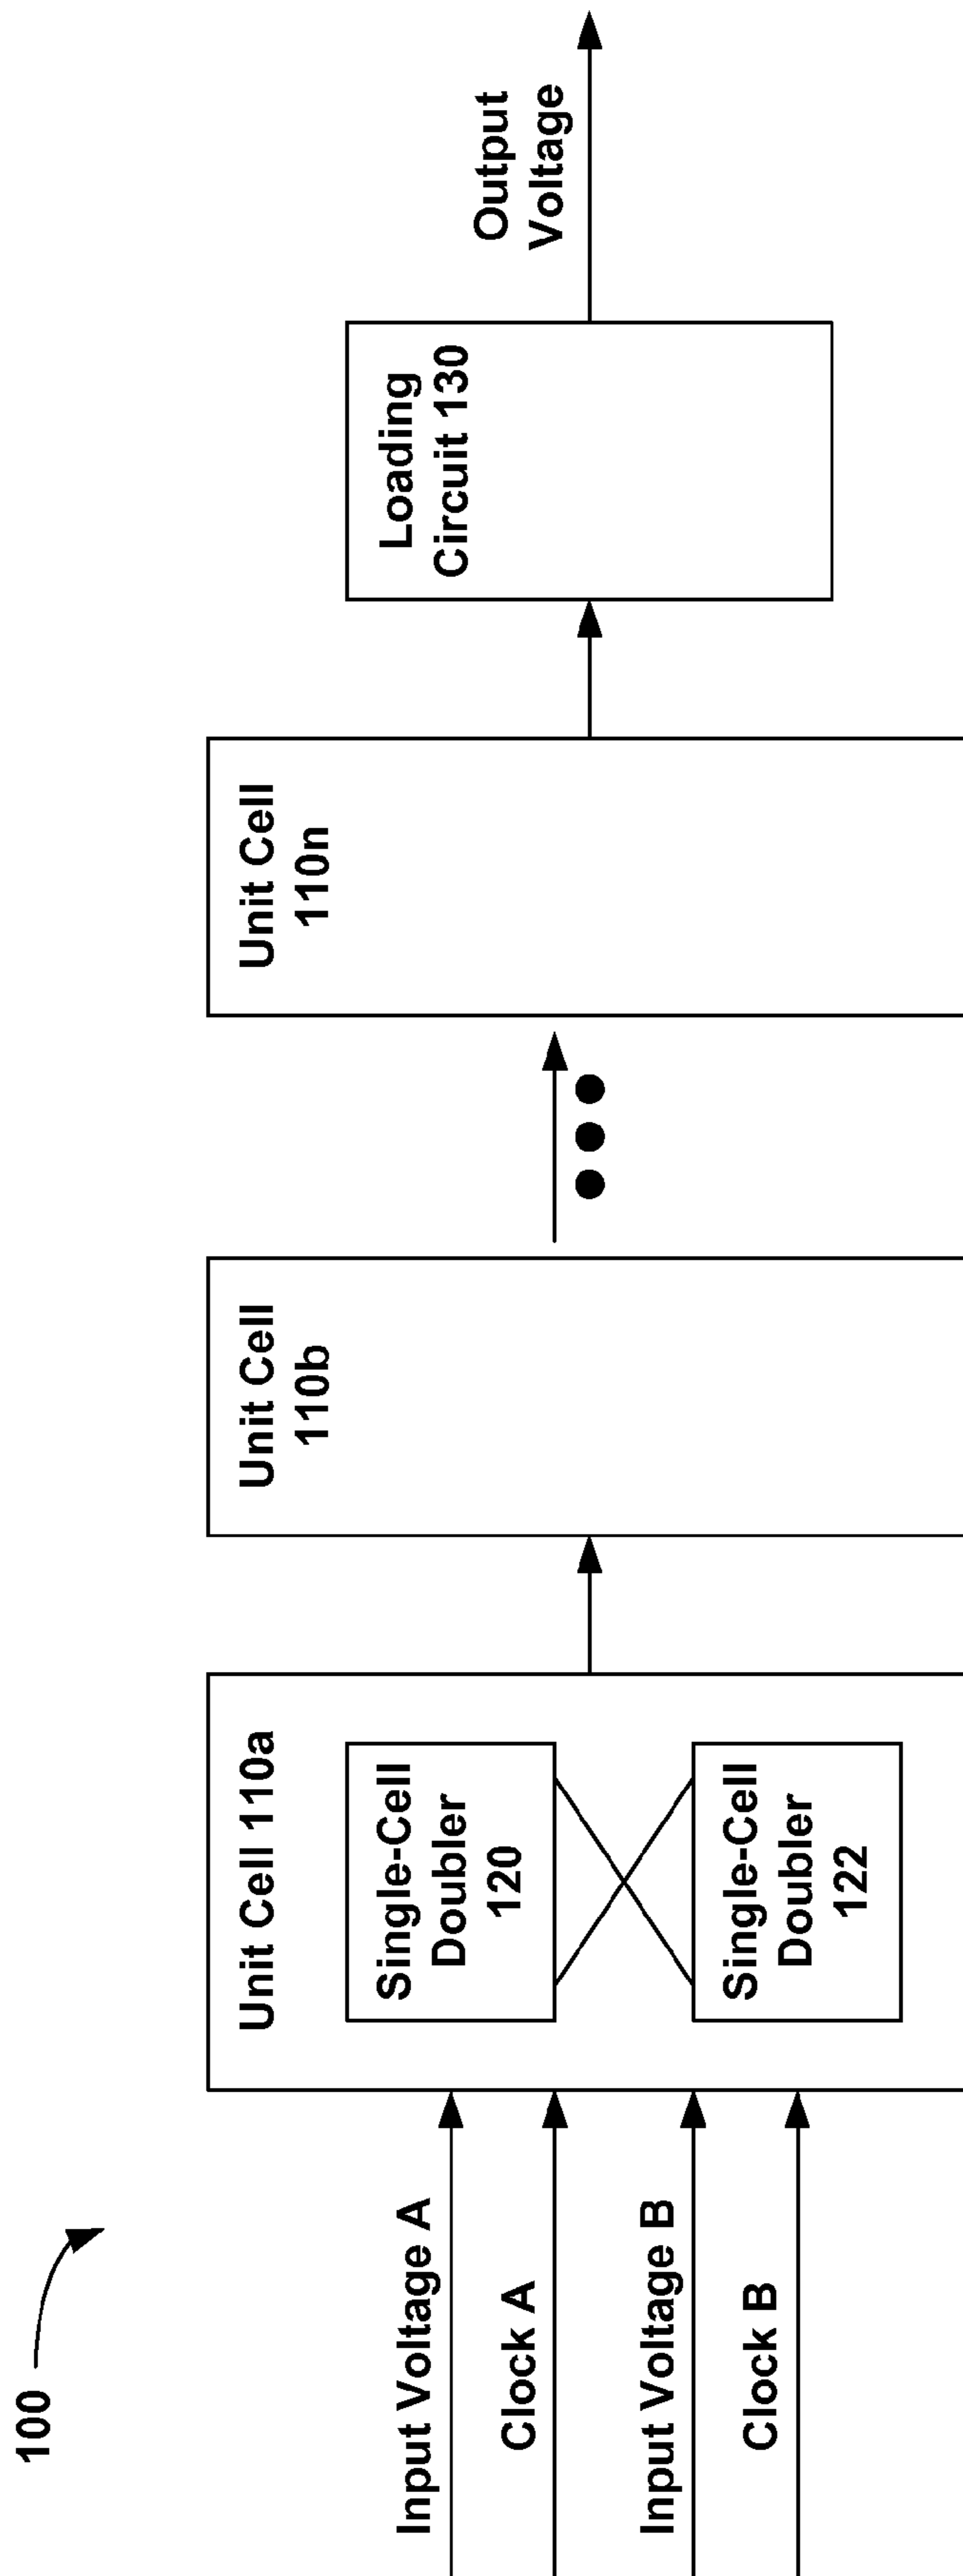 100
Input Voltage A
Clock A
Input Voltage B
Clock B
Unit Cell 110a
Single-Cell
Doubler
120
Single-Cell
Doubler
122
Unit Cell
110b
Unit Cell
110n
Loading
Circuit 130
Output
Voltage